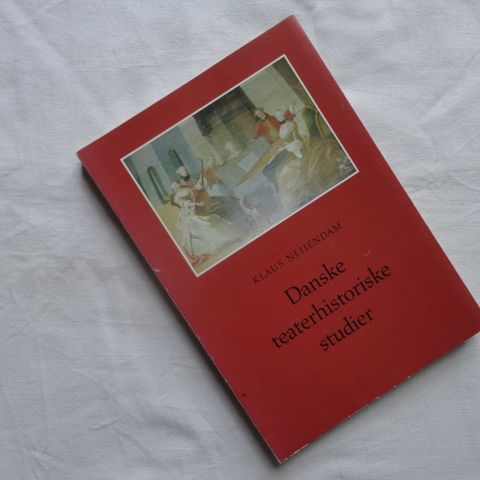 KLAUS NEIIENDAM
Danske
teaterhistoriske
studier